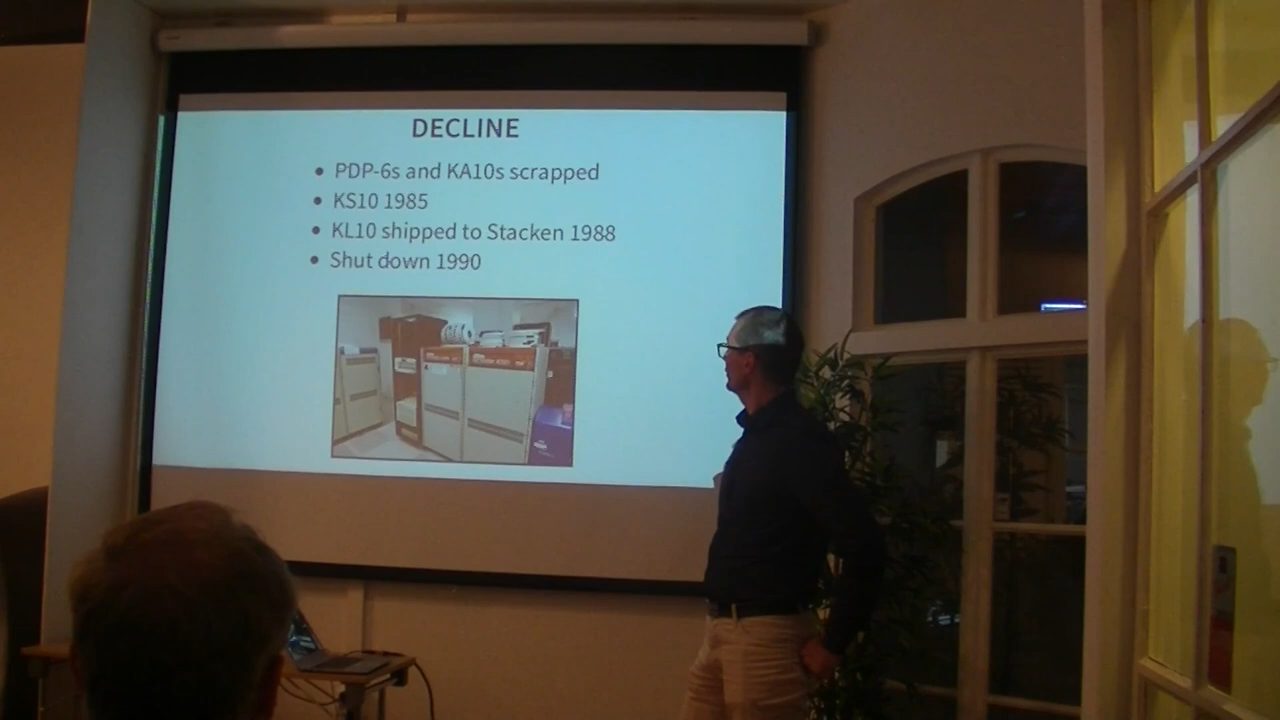 DECLINE
• PDP-6s and KA10s scrapped
• KS10 1985
• KL10 shipped to Stacken 1988
• Shut down 1990